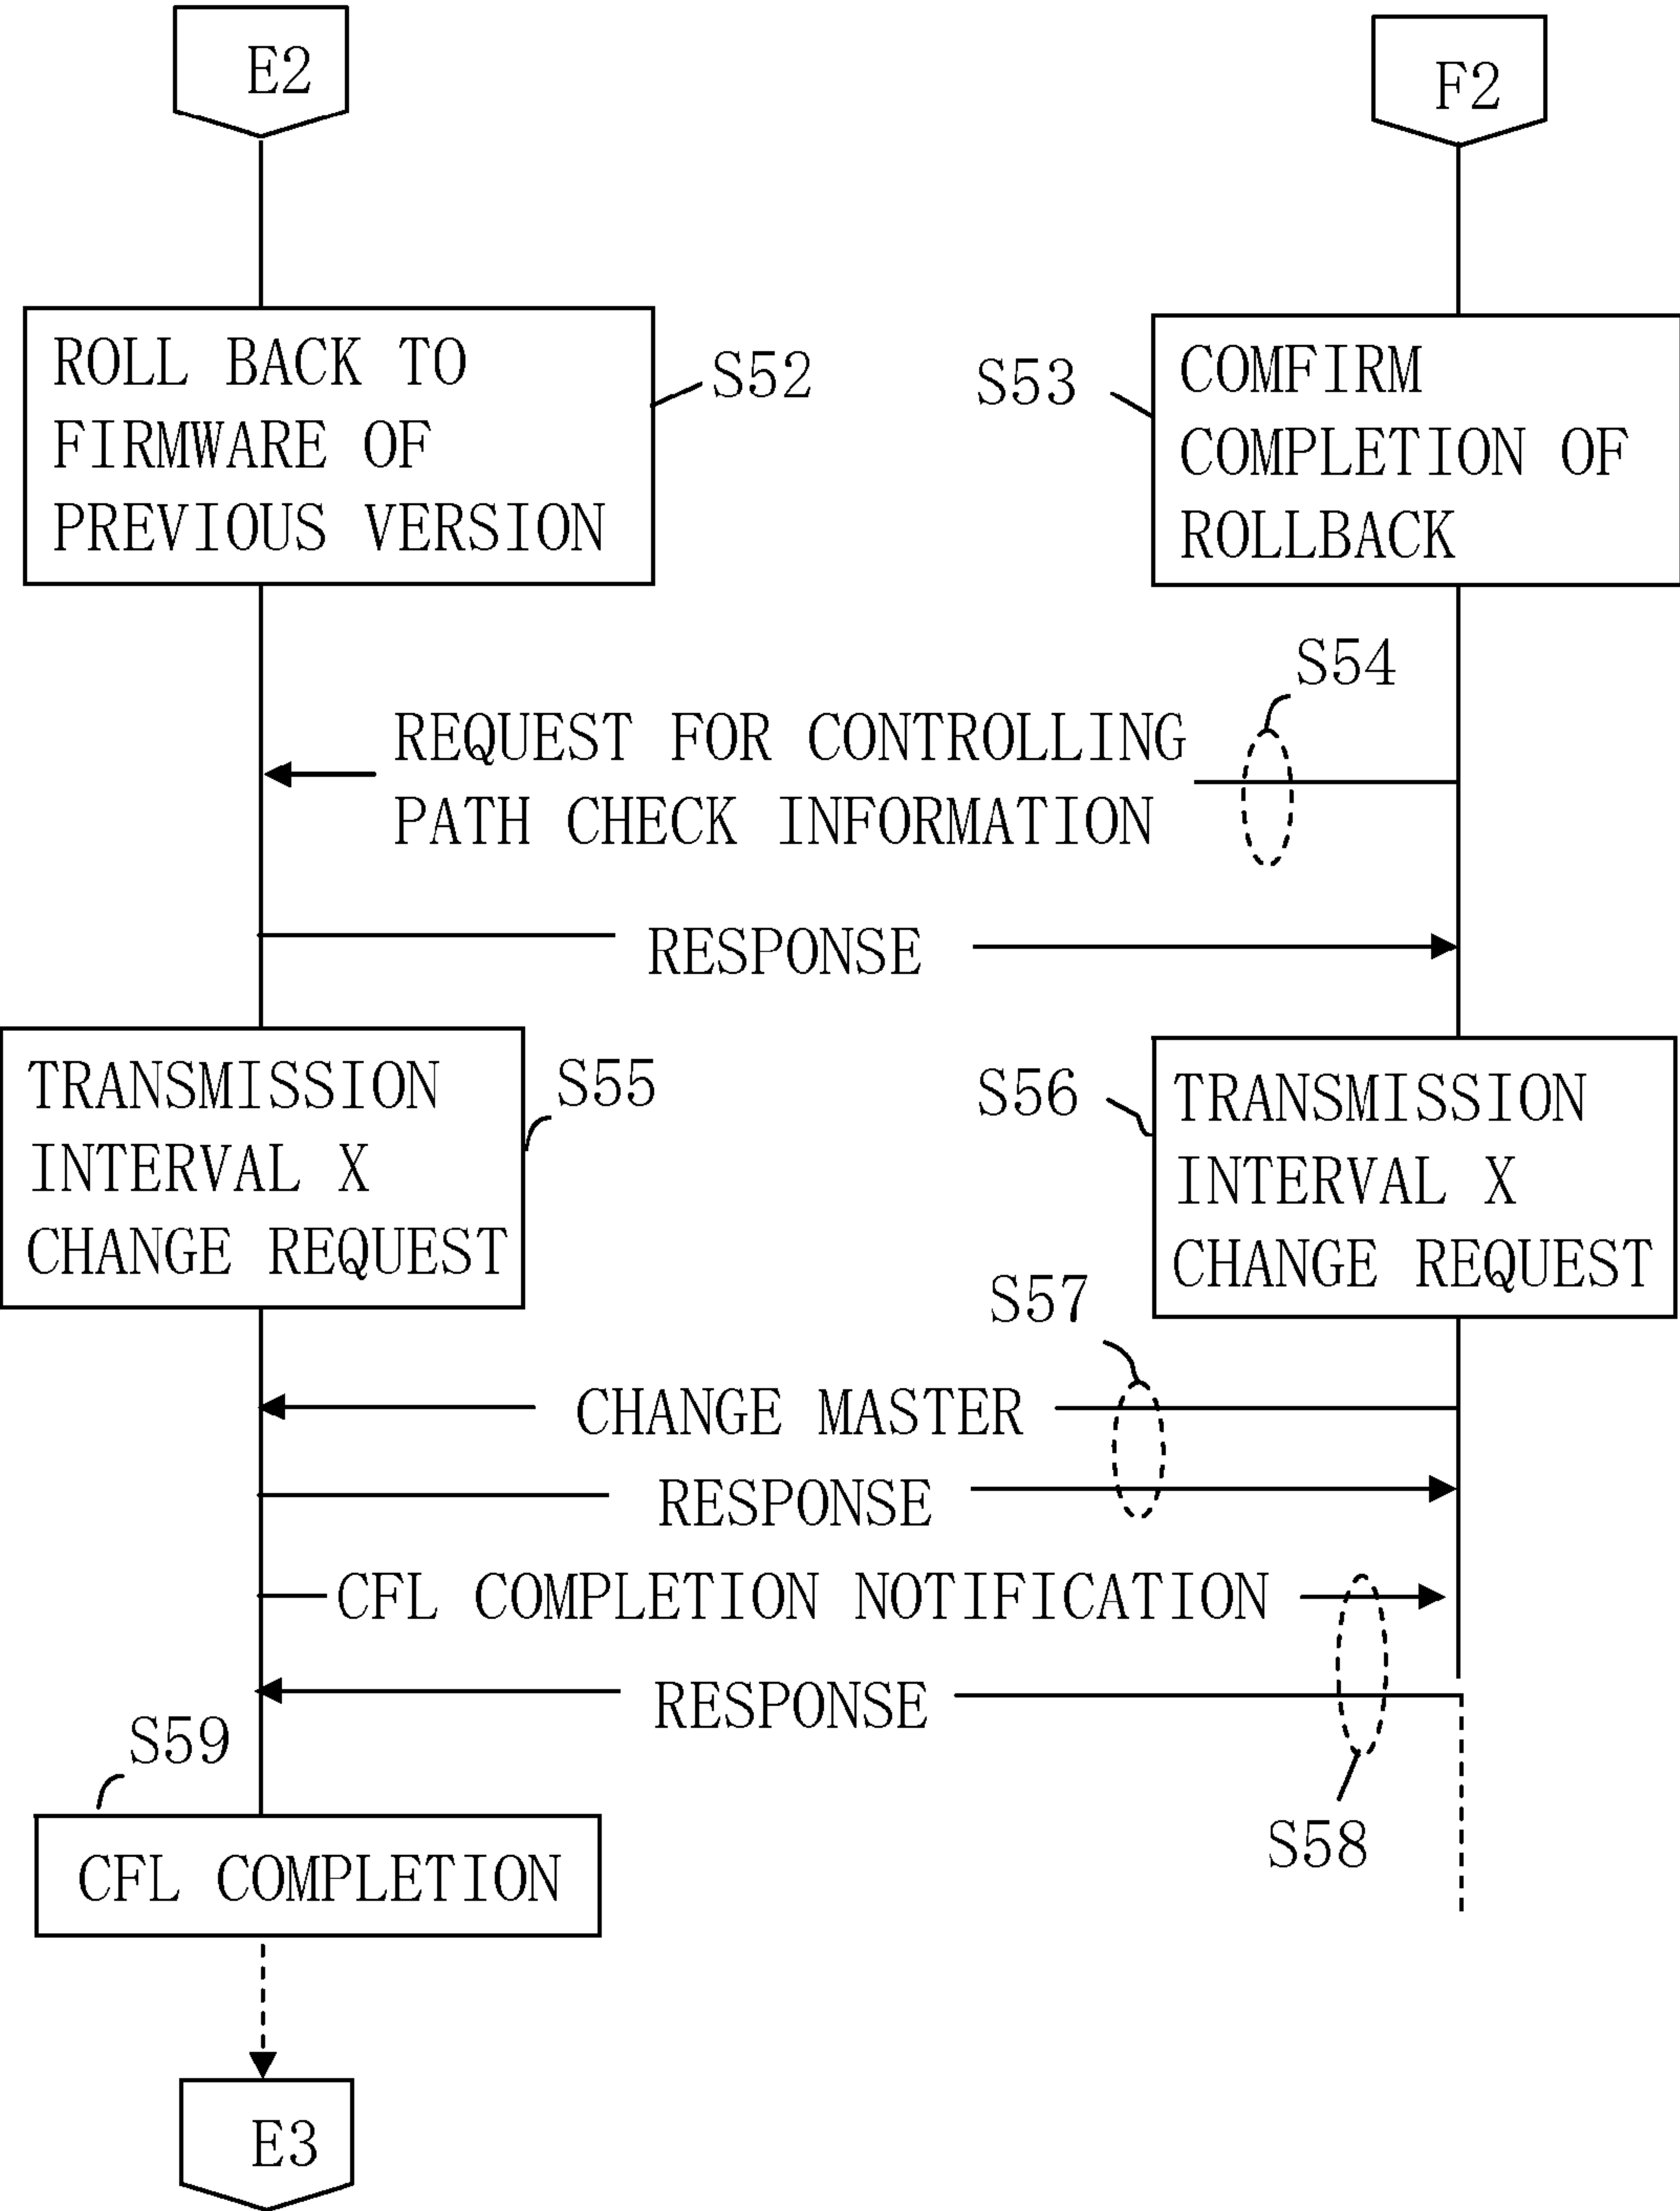 E2
F2
ROLL BACK TO
FIRMWARE OF
PREVIOUS VERSION
S52
S53
COMFIRM
COMPLETION OF
ROLLBACK
S54
REQUEST FOR CONTROLLING
PATH CHECK INFORMATION
RESPONSE
TRANSMISSION
INTERVAL X
CHANGE REQUEST
S55
S56
TRANSMISSION
INTERVAL X
CHANGE REQUEST
S57
CHANGE MASTER
RESPONSE
CFL COMPLETION NOTIFICATION
RESPONSE
S59
S58
CFL COMPLETION
E3